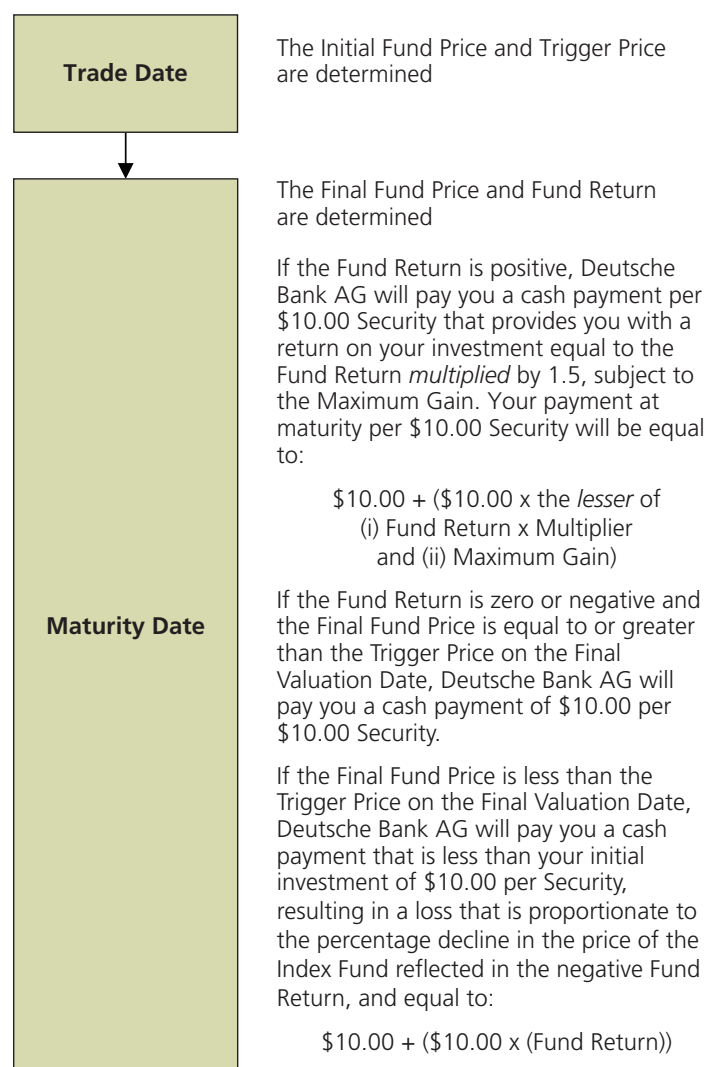 Trade Date
The Initial Fund Price and Trigger Price
are determined
Maturity Date
The Final Fund Price and Fund Return
are determined
If the Fund Return is positive, Deutsche
Bank AG will pay you a cash payment per
$10.00 Security that provides you with a
return on your investment equal to the
Fund Return multiplied by 1.5, subject to
the Maximum Gain. Your payment at
maturity per $10.00 Security will be equal
to:
$10.00 + ($10.00 x the lesser of
(i) Fund Return x Multiplier
and (ii) Maximum Gain)
If the Fund Return is zero or negative and
the Final Fund Price is equal to or greater
than the Trigger Price on the Final
Valuation Date, Deutsche Bank AG will
pay you a cash payment of $10.00 per
$10.00 Security.
If the Final Fund Price is less than the
Trigger Price on the Final Valuation Date,
Deutsche Bank AG will pay you a cash
payment that is less than your initial
investment of $10.00 per Security,
resulting in a loss that is proportionate to
the percentage decline in the price of the
Index Fund reflected in the negative Fund
Return, and equal to:
$10.00 + ($10.00 x (Fund Return))